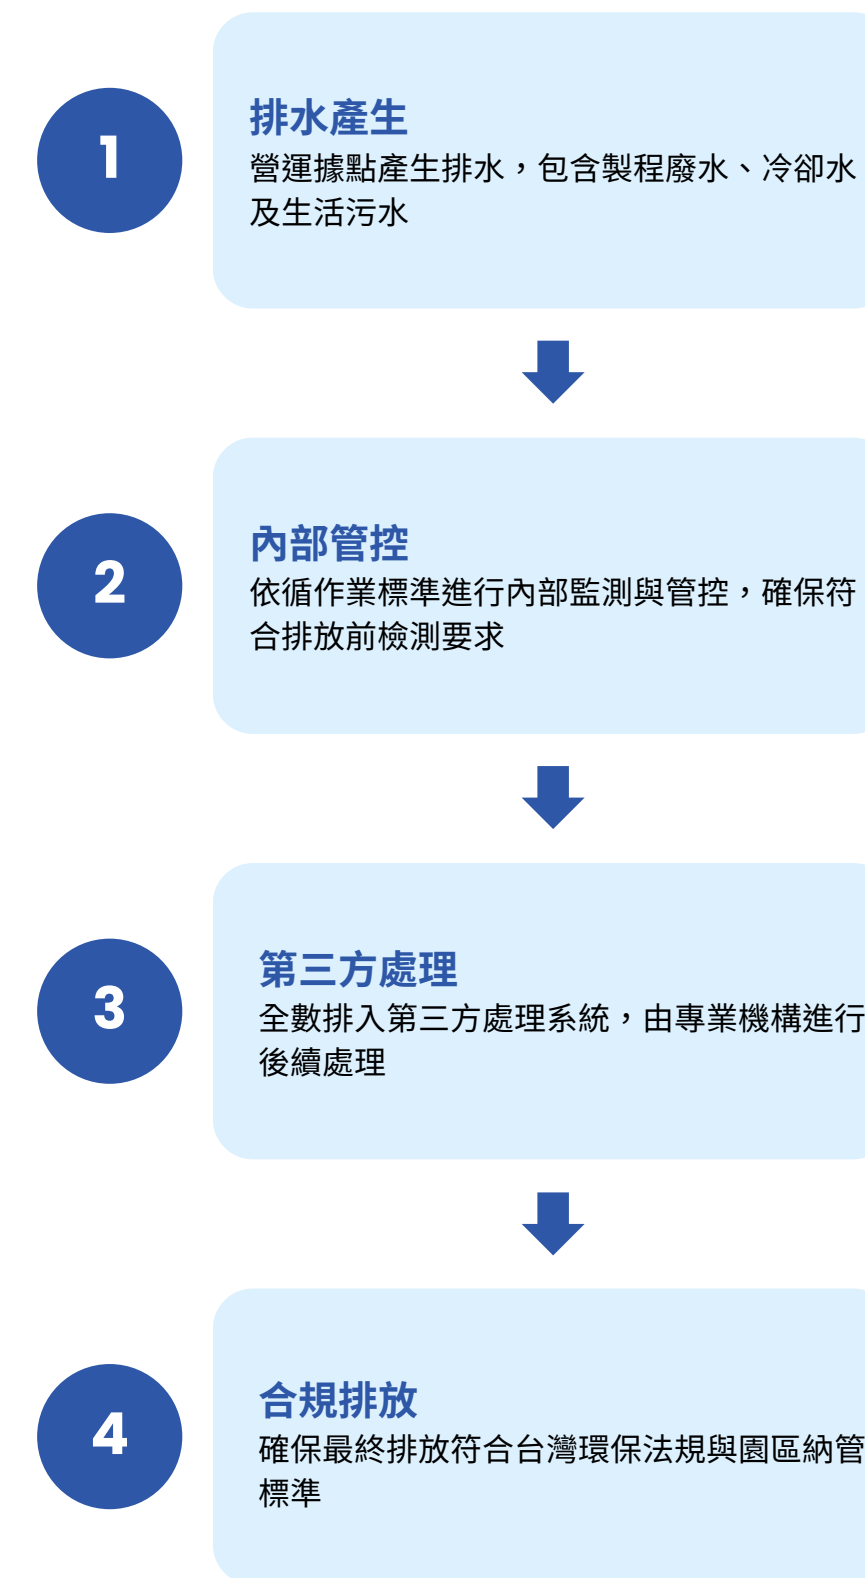 1
排水產生
營運據點產生排水，包含製程廢水、冷卻水
及生活污水
2
內部管控
依循作業標準進行內部監測與管控，確保符
合排放前檢測要求
3
第三方處理
全數排入第三方處理系統，由專業機構進行
後續處理
4
合規排放
確保最終排放符合台灣環保法規與園區納管
標準